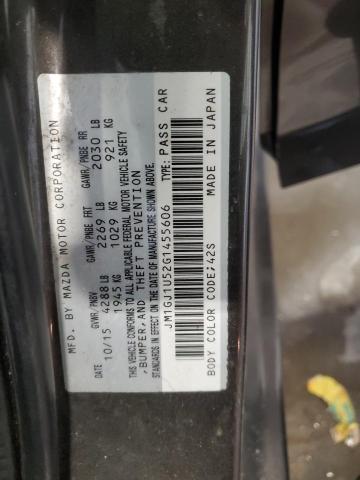 MFD. BY MAZDA MOTOR CORPORATION
DATE GVWR/PNBV GAWR/PNBE FRT GAWR/PNBE RR
10/15 4288 LB 2269 LB 2030 LB
1945 KG 1029 KG 921 KG
THIS VEHICLE CONFORMS TO ALL APPLICABLE FEDERAL MOTOR VEHICLE SAFETY
, BUMPER, AND THEFT PREVENTION
STANDARDS IN EFFECT ON THE DATE OF MANUFACTURE SHOWN ABOVE.
JM1GJ1U52G1455606 TYPE: PASS CAR
BODY COLOR CODE/42S MADE IN JAPAN